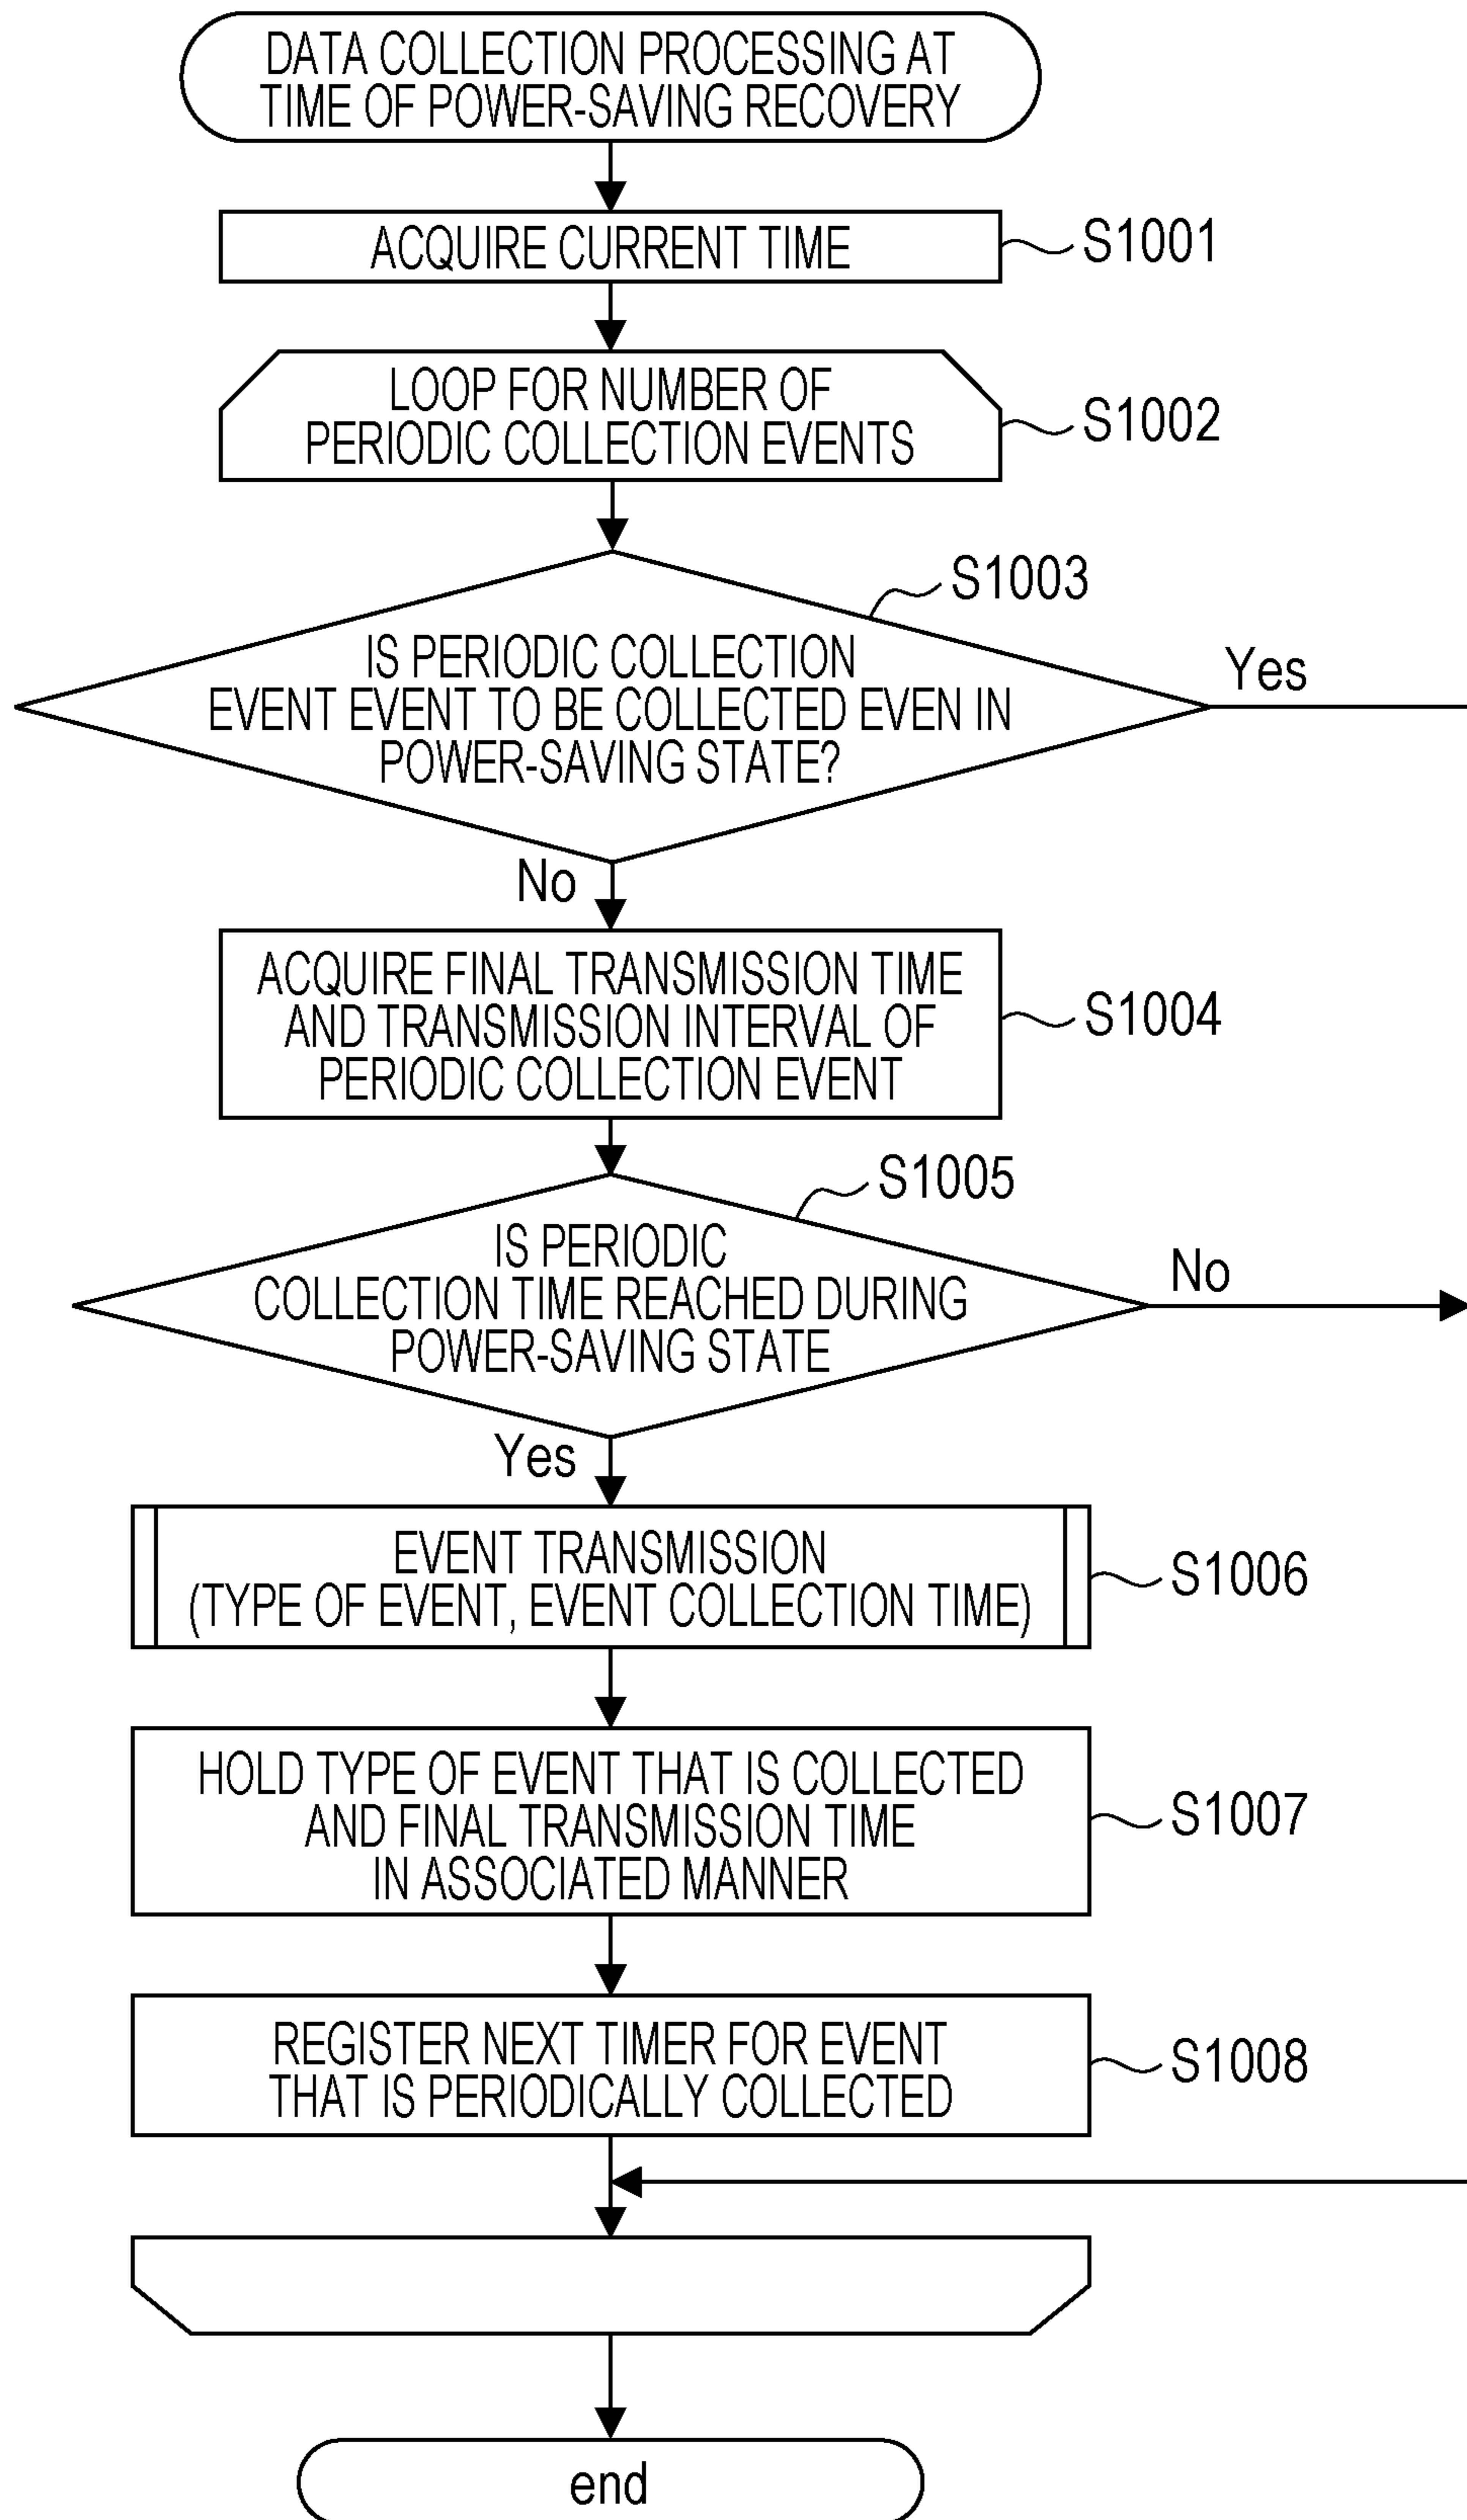 DATA COLLECTION PROCESSING AT
TIME OF POWER-SAVING RECOVERY
ACQUIRE CURRENT TIME
S1001
LOOP FOR NUMBER OF
PERIODIC COLLECTION EVENTS
S1002
S1003
IS PERIODIC COLLECTION
EVENT EVENT TO BE COLLECTED EVEN IN
POWER-SAVING STATE?
Yes
No
ACQUIRE FINAL TRANSMISSION TIME
AND TRANSMISSION INTERVAL OF
PERIODIC COLLECTION EVENT
S1004
S1005
IS PERIODIC
COLLECTION TIME REACHED DURING
POWER-SAVING STATE
No
Yes
EVENT TRANSMISSION
(TYPE OF EVENT, EVENT COLLECTION TIME)
S1006
HOLD TYPE OF EVENT THAT IS COLLECTED
AND FINAL TRANSMISSION TIME
IN ASSOCIATED MANNER
S1007
REGISTER NEXT TIMER FOR EVENT
THAT IS PERIODICALLY COLLECTED
S1008
end